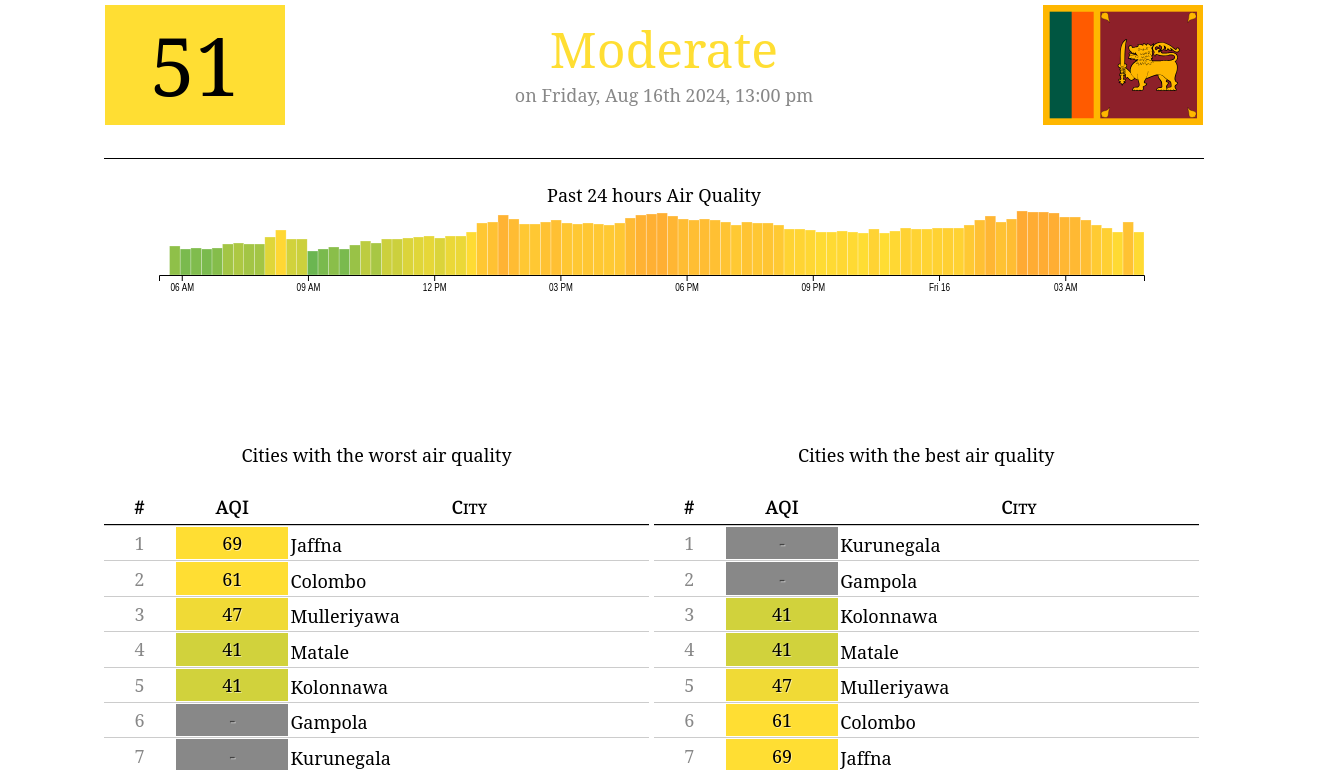 51
Moderate
on Friday, Aug 16th 2024, 13:00 pm
Past 24 hours Air Quality
06 AM 09 AM 12 PM 03 PM 06 PM 09 PM Fri 16 03 AM
Cities with the worst air quality
# AQI City
1 69 Jaffna
2 61 Colombo
3 47 Mulleriyawa
4 41 Matale
5 41 Kolonnawa
6 - Gampola
7 - Kurunegala
Cities with the best air quality
# AQI City
1 - Kurunegala
2 - Gampola
3 41 Kolonnawa
4 41 Matale
5 47 Mulleriyawa
6 61 Colombo
7 69 Jaffna